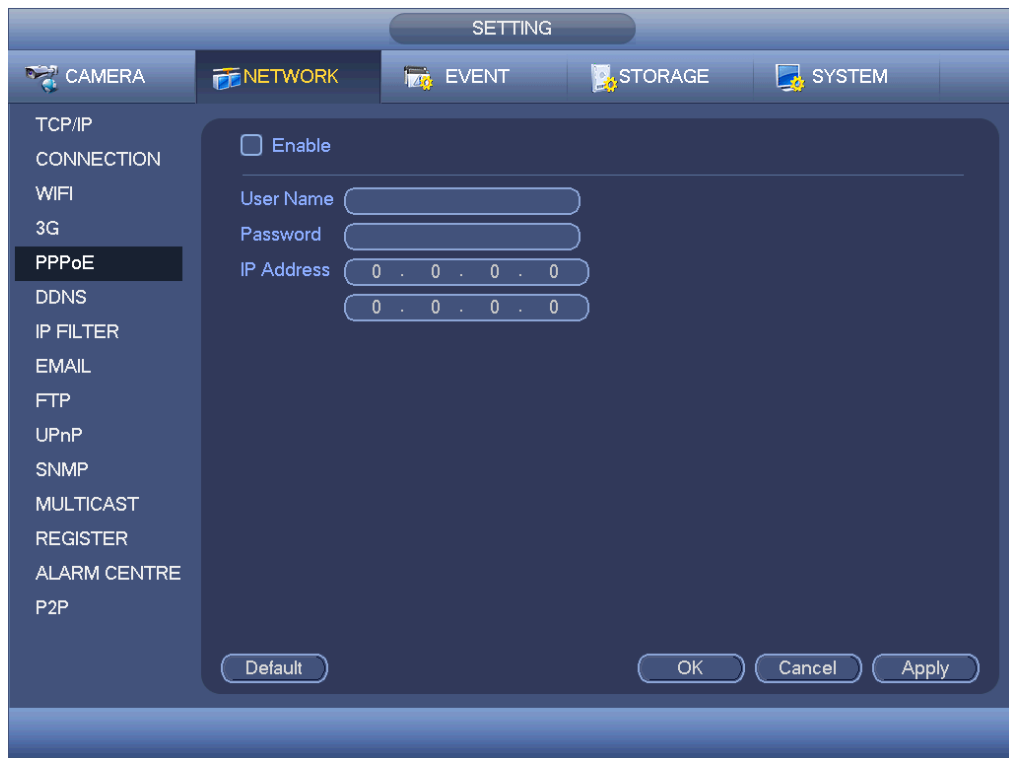 SETTING
CAMERA NETWORK EVENT STORAGE SYSTEM
TCP/IP
CONNECTION
WIFI
3G
PPPoE
DDNS
IP FILTER
EMAIL
FTP
UPnP
SNMP
MULTICAST
REGISTER
ALARM CENTRE
P2P
Enable
User Name
Password
IP Address 0 . 0 . 0 . 0
0 . 0 . 0 . 0
Default OK Cancel Apply